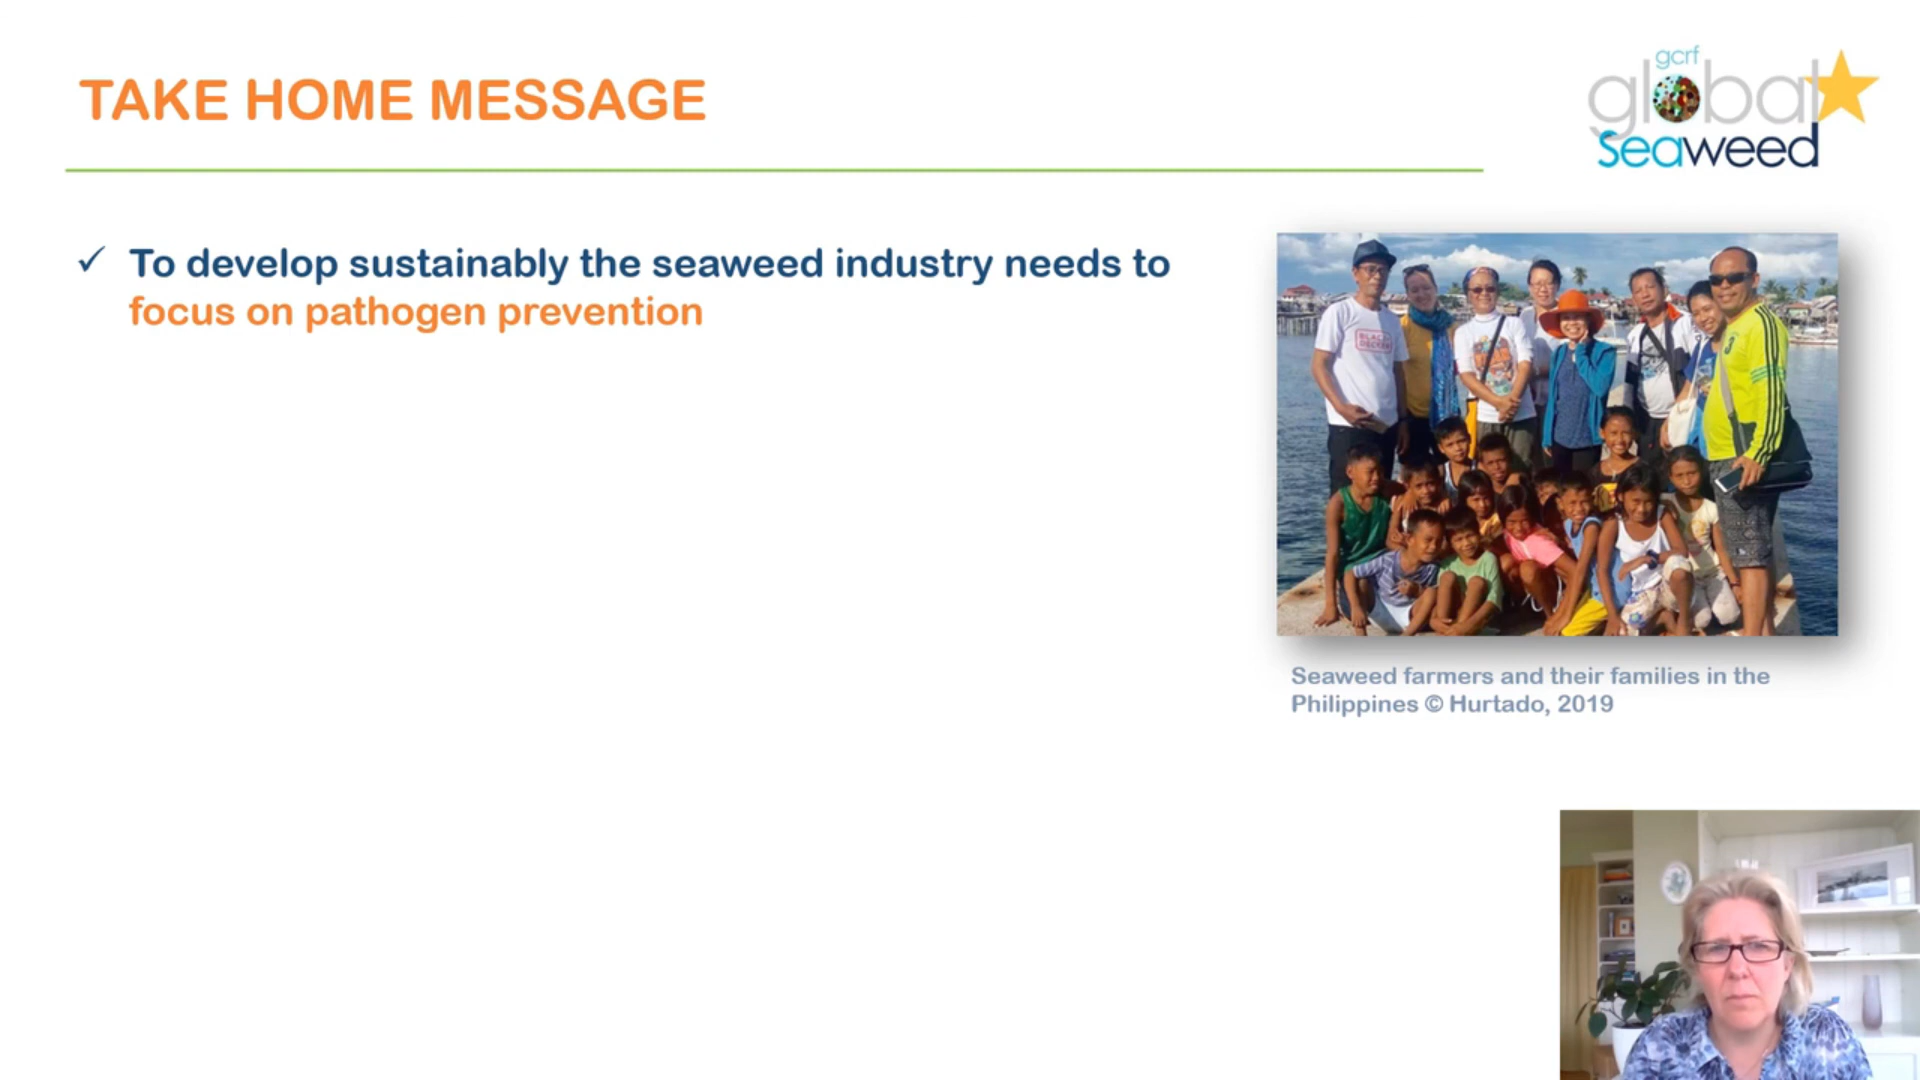 TAKE HOME MESSAGE
gcrf
global
Seaweed
✓ To develop sustainably the seaweed industry needs to
focus on pathogen prevention
Seaweed farmers and their families in the
Philippines © Hurtado, 2019